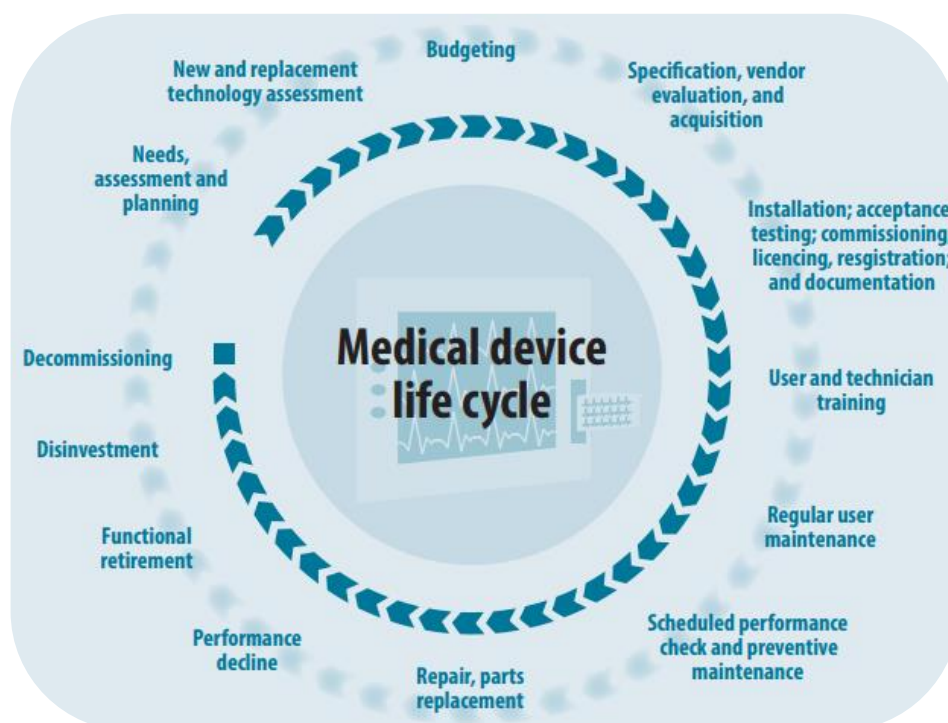 Budgeting
New and replacement
technology assessment
Specification, vendor
evaluation, and
acquisition
Needs,
assessment and
planning
Installation; acceptance
testing; commissioning
licencing, resgistration;
and documentation
Medical device
life cycle
Decommissioning
User and technician
training
Disinvestment
Regular user
maintenance
Functional
retirement
Scheduled performance
check and preventive
maintenance
Performance
decline
Repair, parts
replacement